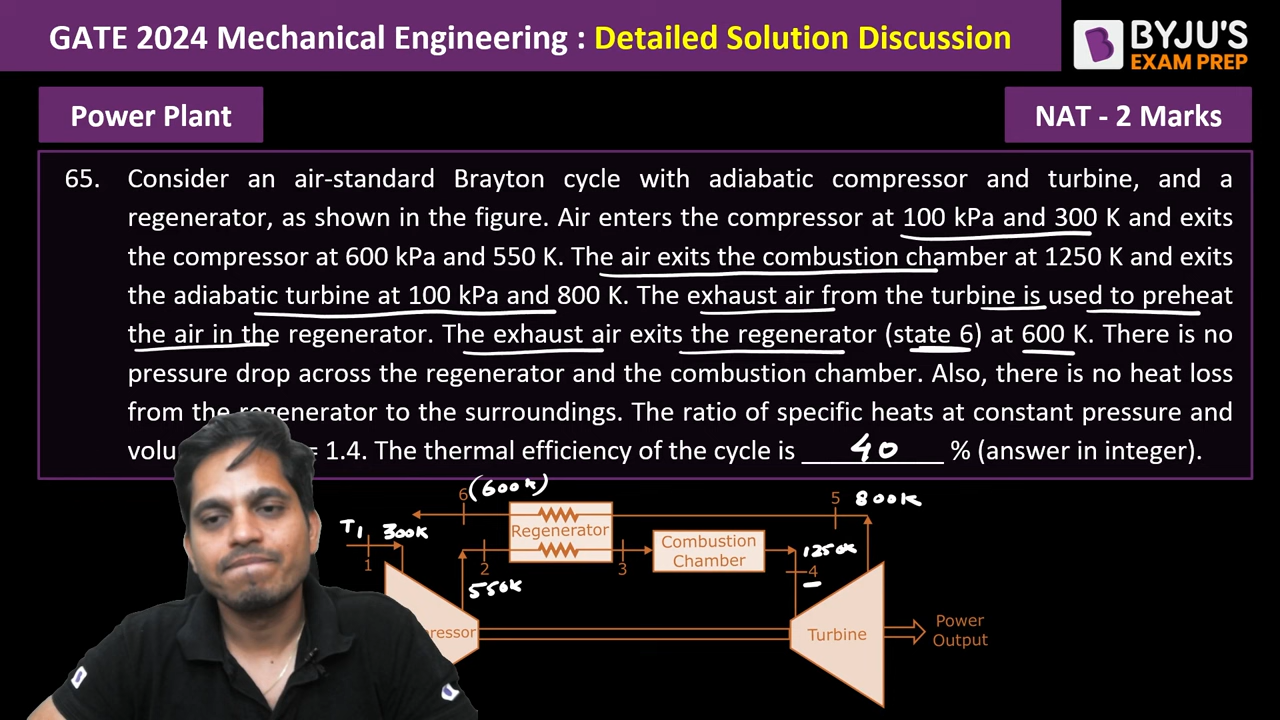 GATE 2024 Mechanical Engineering : Detailed Solution Discussion
BYJU'S
EXAM PREP
Power Plant
NAT - 2 Marks
65. Consider an air-standard Brayton cycle with adiabatic compressor and turbine, and a
regenerator, as shown in the figure. Air enters the compressor at 100 kPa and 300 K and exits
the compressor at 600 kPa and 550 K. The air exits the combustion chamber at 1250 K and exits
the adiabatic turbine at 100 kPa and 800 K. The exhaust air from the turbine is used to preheat
the air in the regenerator. The exhaust air exits the regenerator (state 6) at 600 K. There is no
pressure drop across the regenerator and the combustion chamber. Also, there is no heat loss
from the regenerator to the surroundings. The ratio of specific heats at constant pressure and
volu = 1.4. The thermal efficiency of the cycle is 40 % (answer in integer).
6 (600K)
5 800K
T1 300K
Regenerator
Combustion
Chamber
1250K
1
2
3
4
550K
ressor
Turbine
Power
Output